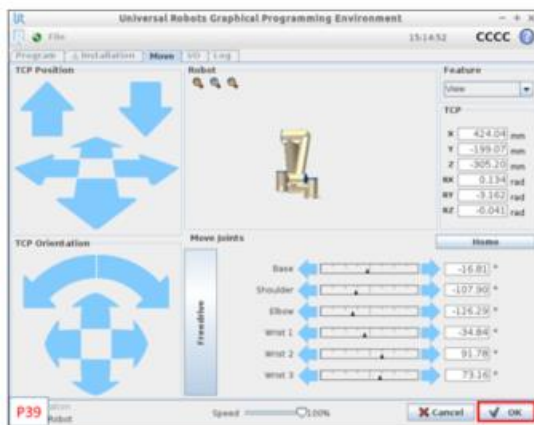 Universal Robots Graphical Programming Environment
File
15:14:52 CCCC ?
Program Installation Move I/O Log
TCP Position
Robot
Feature
View
TCP
X 424.04 mm
Y -199.07 mm
Z -305.20 mm
RX 0.134 rad
RY -3.162 rad
RZ -0.041 rad
TCP Orientation
Move Joints
Home
Freedrive
Base -16.81 °
Shoulder -107.90 °
Elbow -126.29 °
Wrist 1 -34.84 °
Wrist 2 91.78 °
Wrist 3 73.16 °
P39
Robot
Speed 100%
Cancel
OK